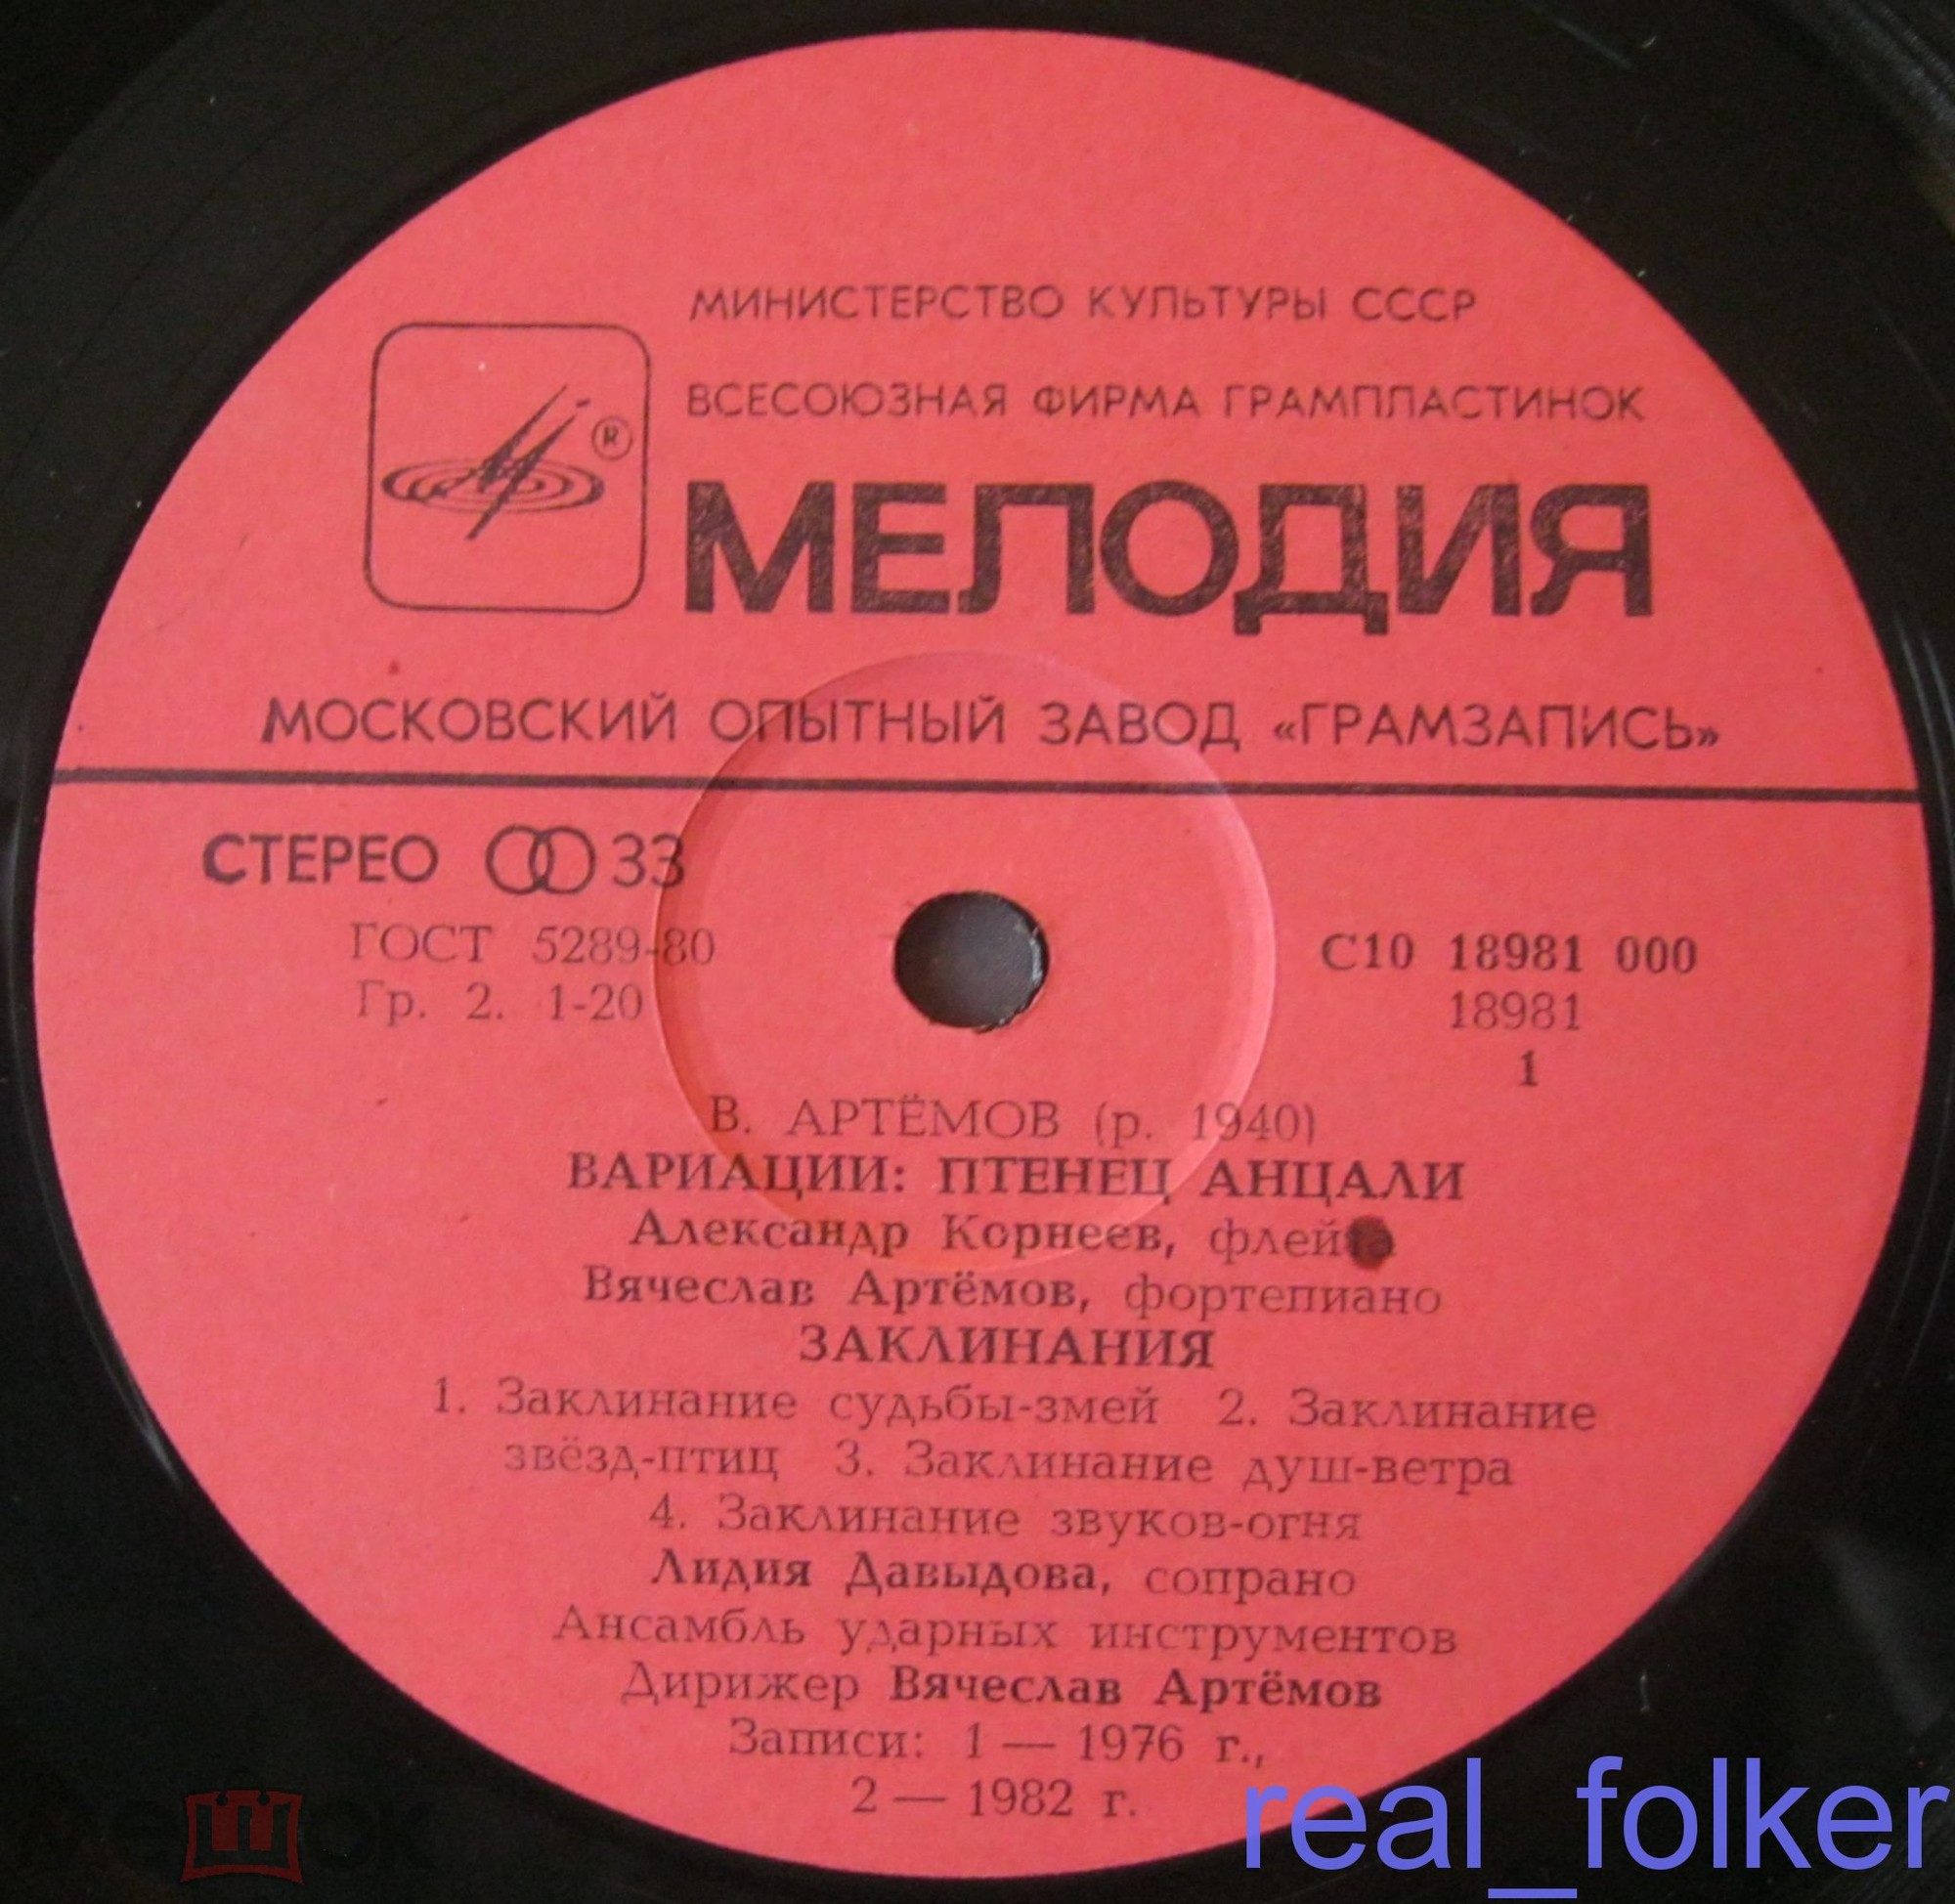 МИНИСТЕРСТВО КУЛЬТУРЫ СССР
ВСЕСОЮЗНАЯ ФИРМА ГРАМПЛАСТИНОК
®
МЕЛОДИЯ
МОСКОВСКИЙ ОПЫТНЫЙ ЗАВОД «ГРАМЗАПИСЬ»
СТЕРЕО 33
ГОСТ 5289-80
Гр. 2. 1-20
С10 18981 000
18981
1
В. АРТЁМОВ (р. 1940)
ВАРИАЦИИ: ПТЕНЕЦ АНЦАЛИ
Александр Корнеев, флейта
Вячеслав Артёмов, фортепиано
ЗАКЛИНАНИЯ
1. Заклинание судьбы-змей 2. Заклинание
звёзд-птиц 3. Заклинание душ-ветра
4. Заклинание звуков-огня
Лидия Давыдова, сопрано
Ансамбль ударных инструментов
Дирижер Вячеслав Артёмов
Записи: 1 — 1976 г.,
2 — 1982 г.
real_folker